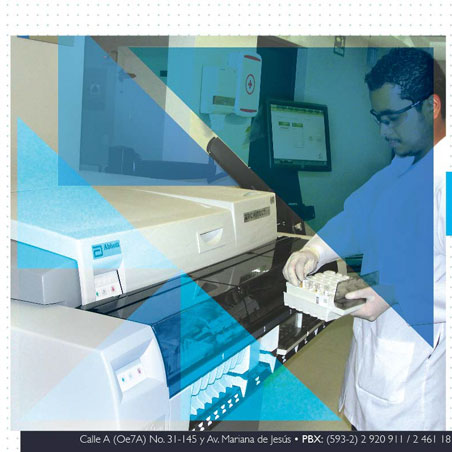 Abbott
Calle A (Oe7A) No. 31-145 y Av. Mariana de Jesús • PBX: (593-2) 2 920 911 / 2 461 18